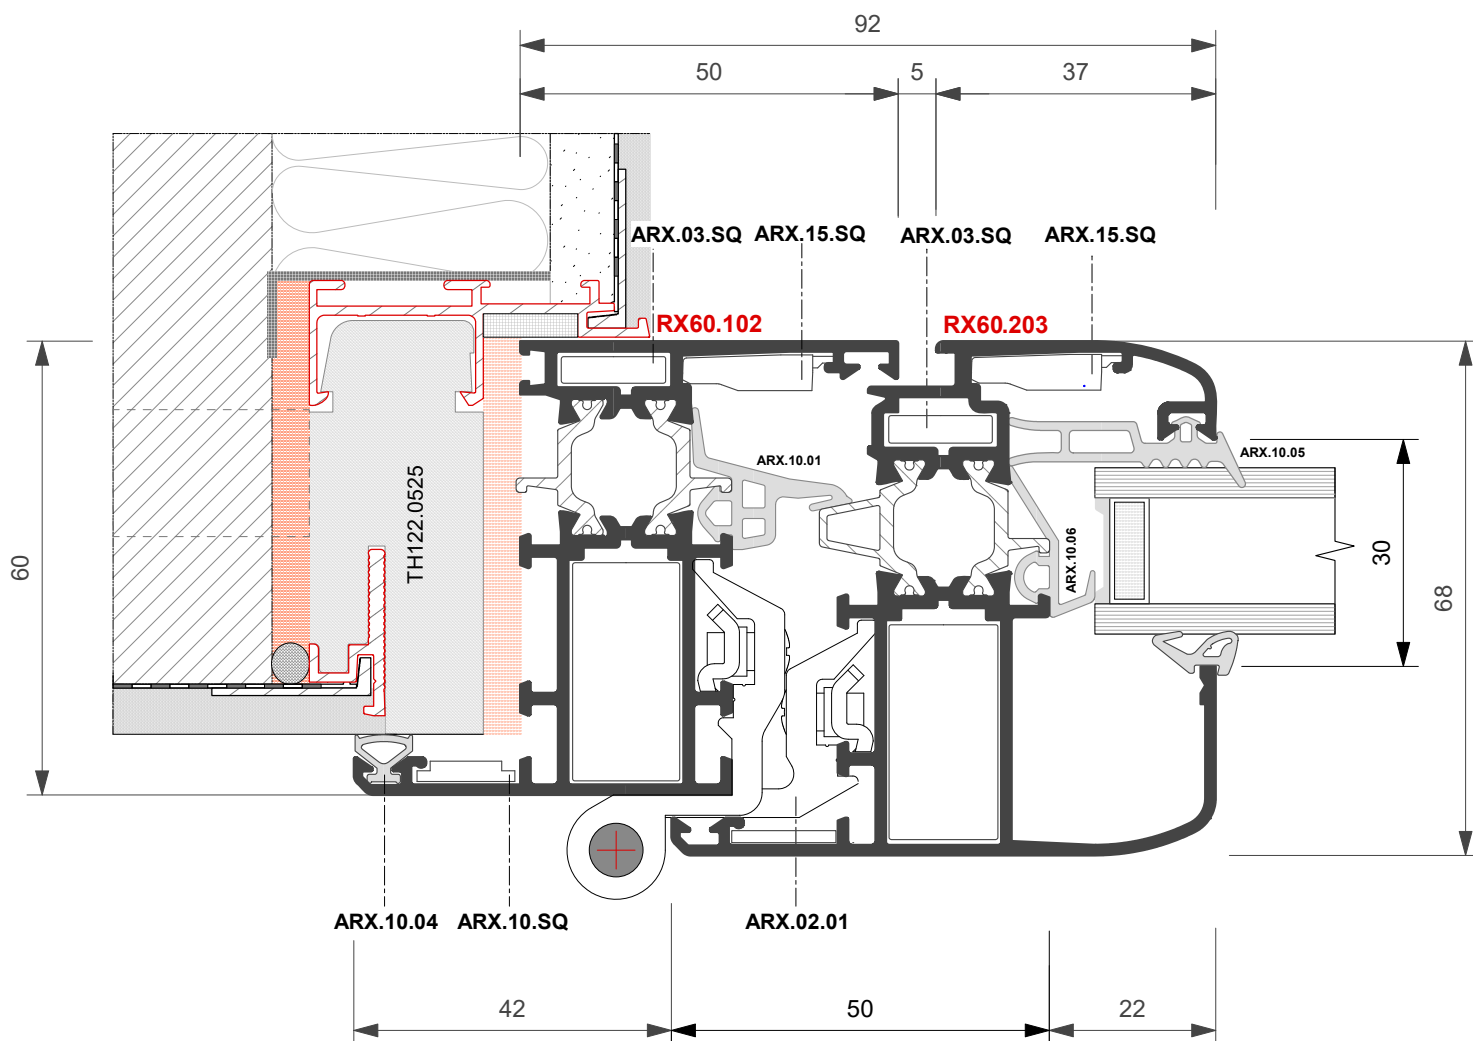 92
50 5 37
ARX.03.SQ ARX.15.SQ ARX.03.SQ ARX.15.SQ
RX60.102 RX60.203
ARX.10.01 ARX.10.05
TH122.0525
ARX.10.06
60
30
68
ARX.10.04 ARX.10.SQ ARX.02.01
42 50 22